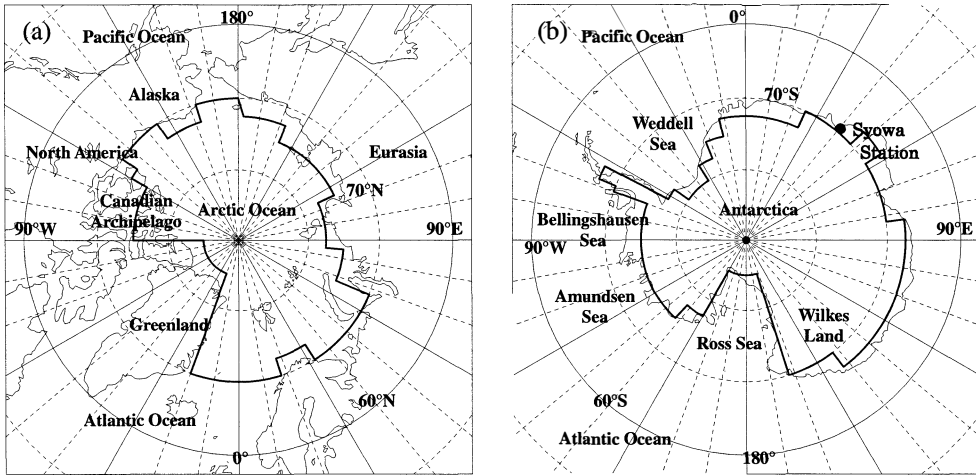 (a)
180°
Pacific Ocean
Alaska
North America
Eurasia
Canadian
Archipelago
70°N
Arctic Ocean
90°W
90°E
Greenland
60°N
Atlantic Ocean
0°
(b)
0°
Pacific Ocean
70°S
Weddell
Sea
Syowa
Station
Antarctica
Bellingshausen
Sea
90°W
90°E
Amundsen
Sea
Wilkes
Land
Ross Sea
60°S
Atlantic Ocean
180°